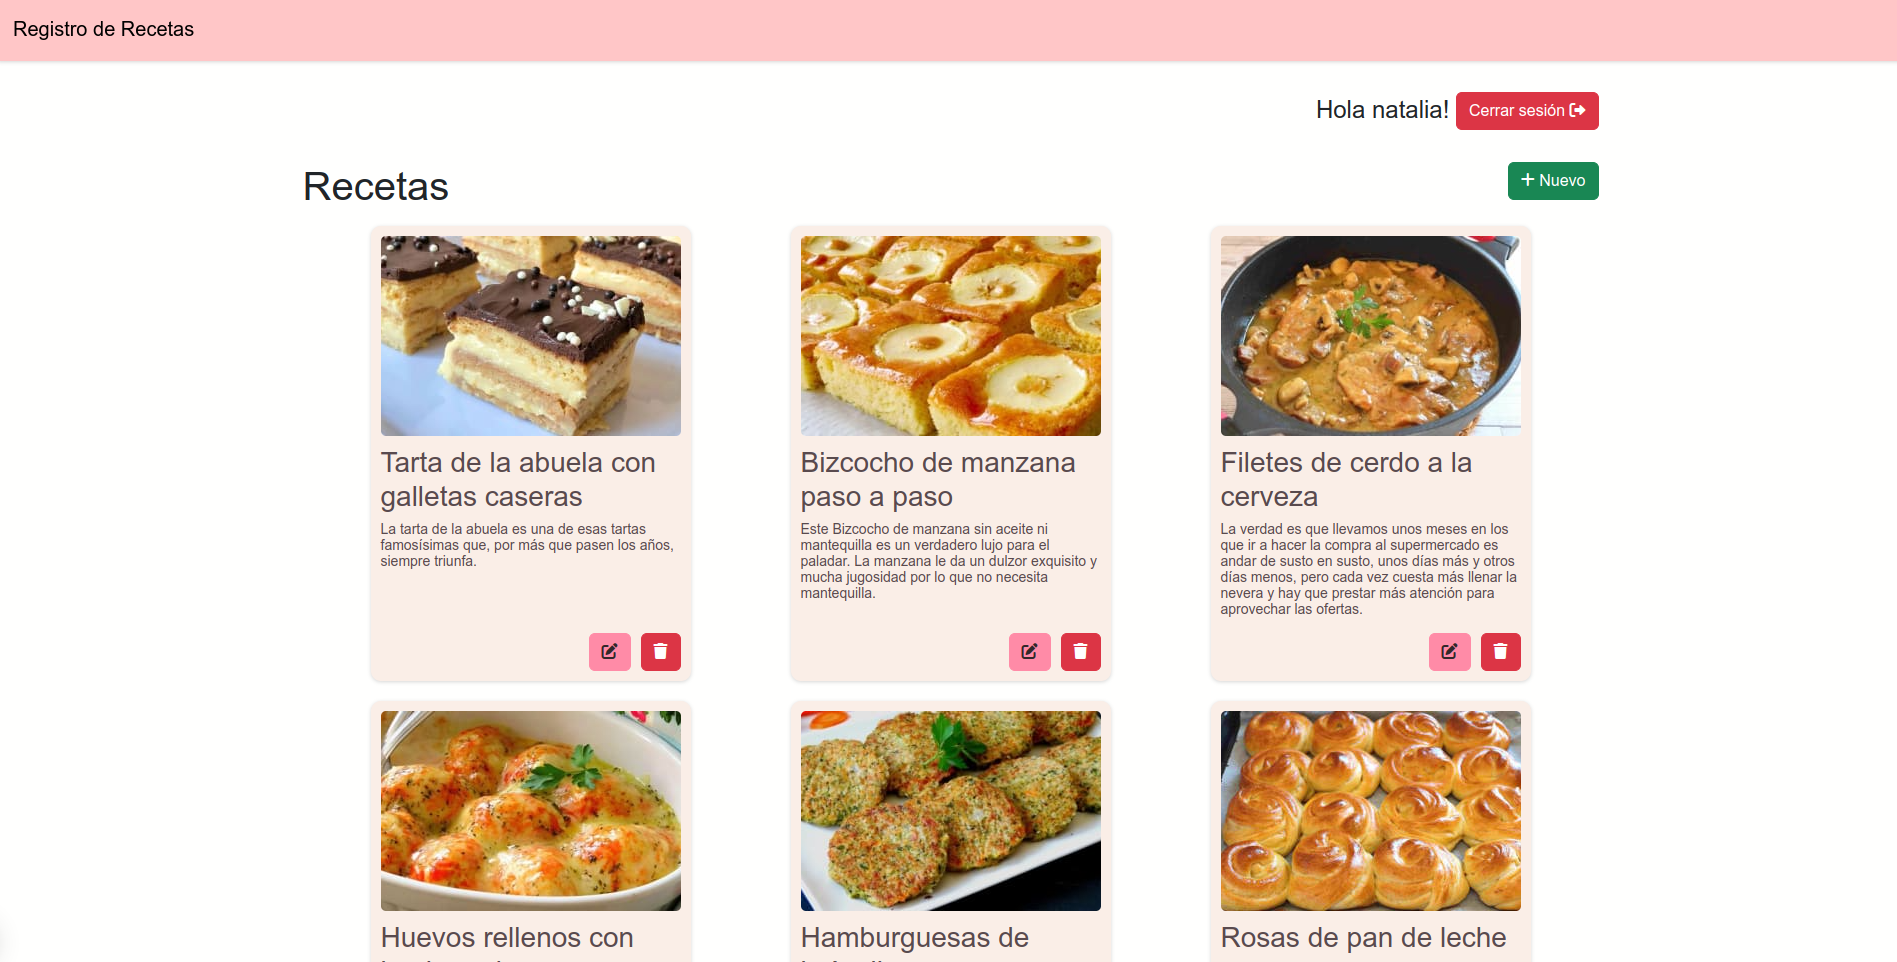 Registro de Recetas
Hola natalia!
Cerrar sesión
Recetas
Nuevo
Tarta de la abuela con
galletas caseras
La tarta de la abuela es una de esas tartas
famosísimas que, por más que pasen los años,
siempre triunfa.
Bizcocho de manzana
paso a paso
Este Bizcocho de manzana sin aceite ni
mantequilla es un verdadero lujo para el
paladar. La manzana le da un dulzor exquisito y
mucha jugosidad por lo que no necesita
mantequilla.
Filetes de cerdo a la
cerveza
La verdad es que llevamos unos meses en los
que ir a hacer la compra al supermercado es
andar de susto en susto, unos días más y otros
días menos, pero cada vez cuesta más llenar la
nevera y hay que prestar más atención para
aprovechar las ofertas.
Huevos rellenos con
Hamburguesas de
Rosas de pan de leche